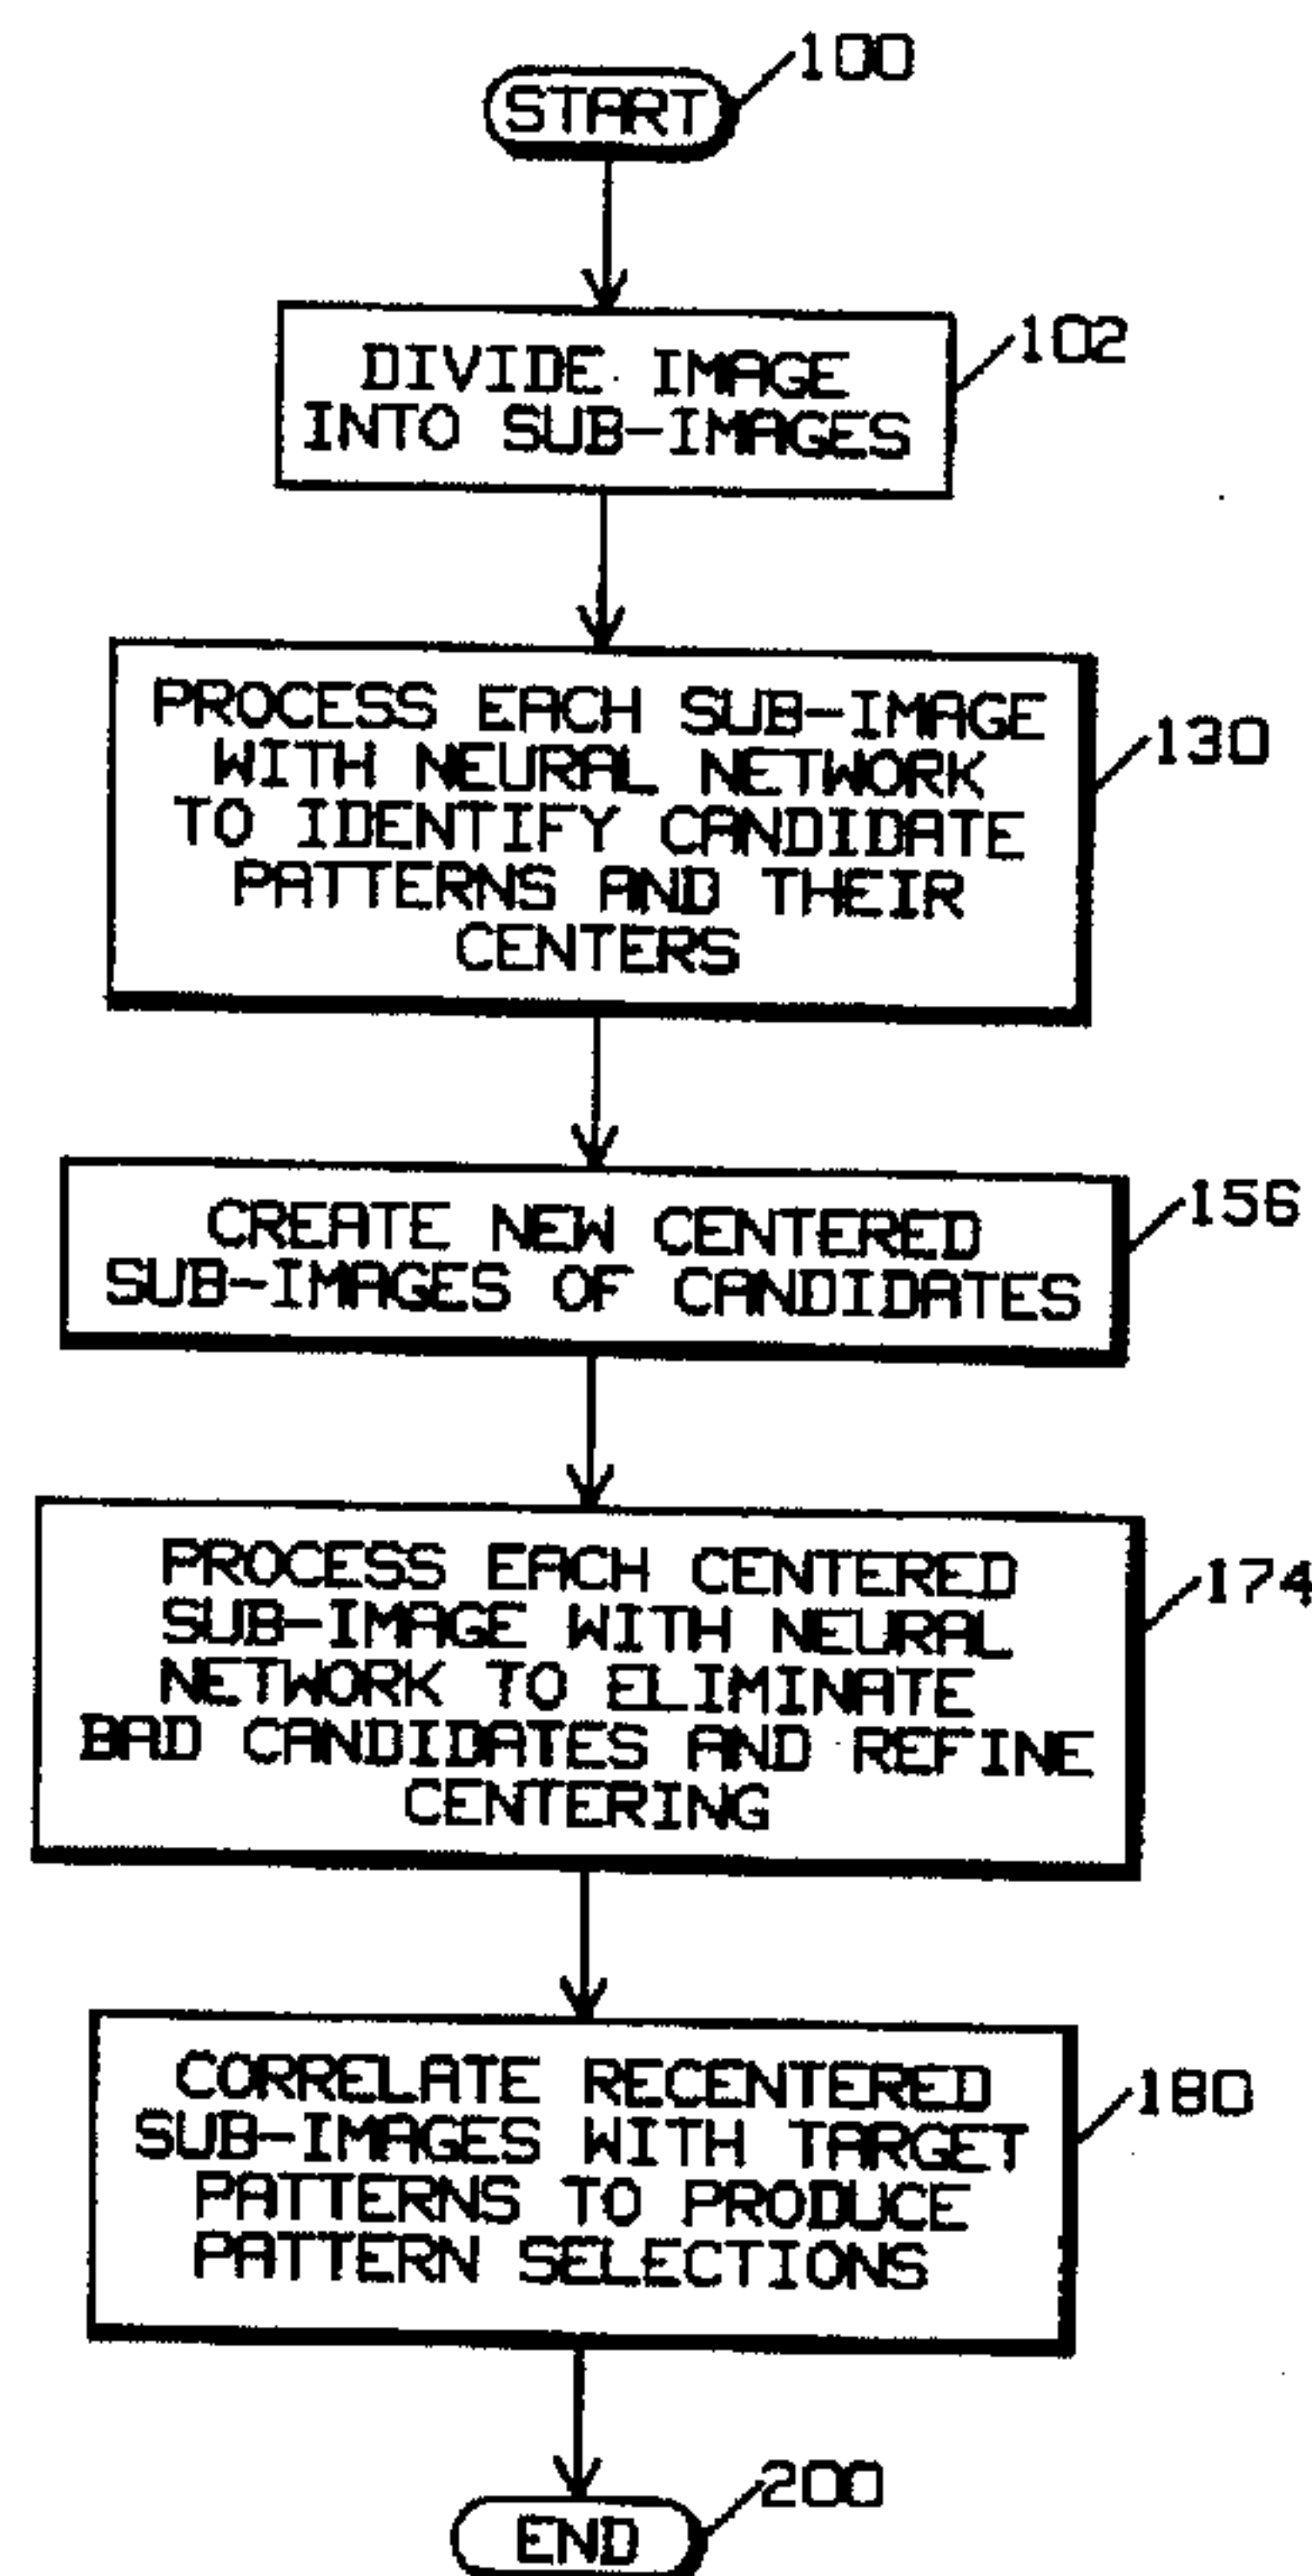 100
START
102
DIVIDE IMAGE
INTO SUB-IMAGES
130
PROCESS EACH SUB-IMAGE
WITH NEURAL NETWORK
TO IDENTIFY CANDIDATE
PATTERNS AND THEIR
CENTERS
156
CREATE NEW CENTERED
SUB-IMAGES OF CANDIDATES
174
PROCESS EACH CENTERED
SUB-IMAGE WITH NEURAL
NETWORK TO ELIMINATE
BAD CANDIDATES AND REFINE
CENTERING
180
CORRELATE RECENTERED
SUB-IMAGES WITH TARGET
PATTERNS TO PRODUCE
PATTERN SELECTIONS
200
END